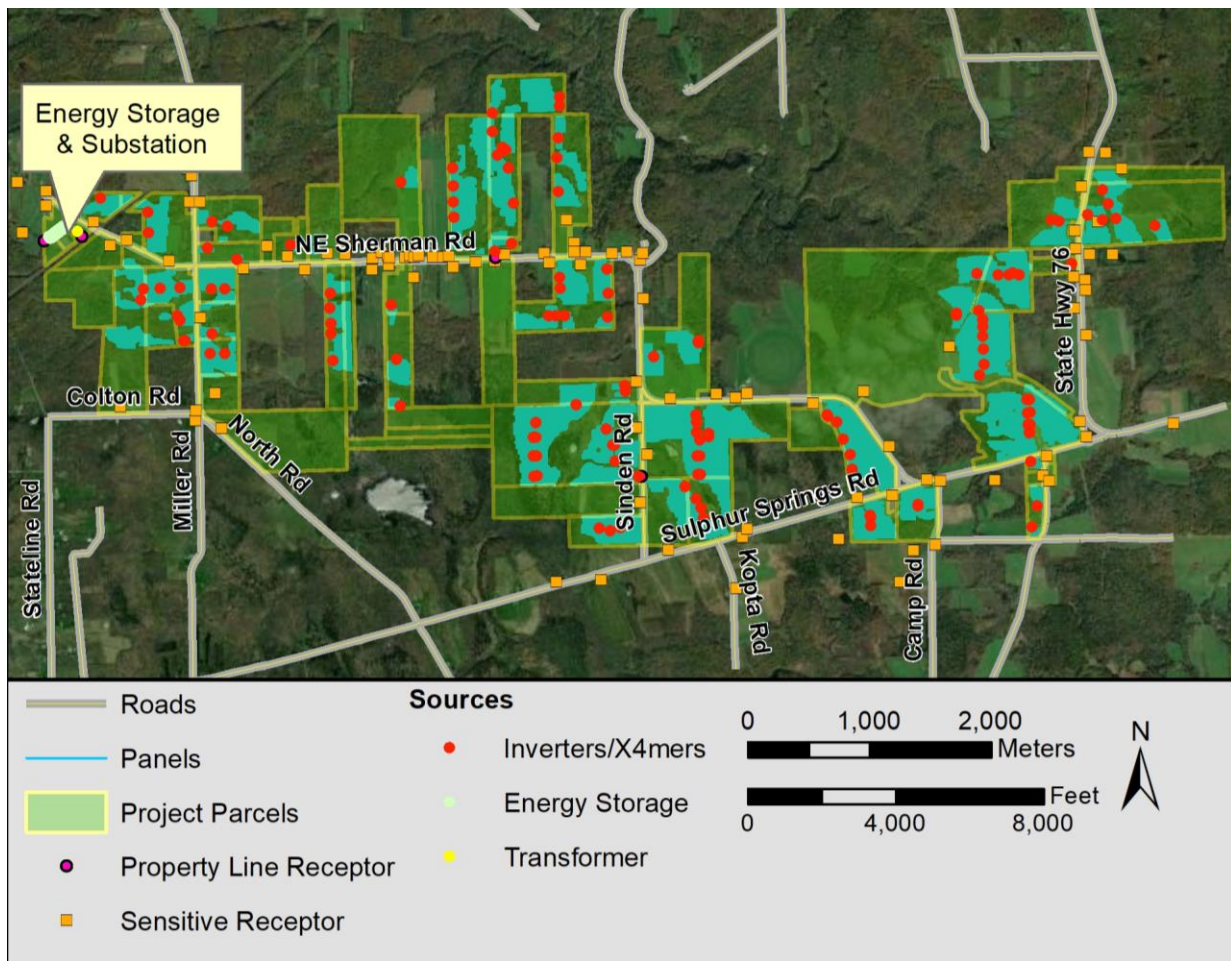 Energy Storage
& Substation
NE Sherman Rd
State Hwy 76
Colton Rd
North Rd
Miller Rd
Stateline Rd
Sinden Rd
Sulphur Springs Rd
Kopta Rd
Camp Rd
Roads
Panels
Project Parcels
Property Line Receptor
Sensitive Receptor
Sources
Inverters/X4mers
Energy Storage
Transformer
0 1,000 2,000
Meters
Feet
0 4,000 8,000
N